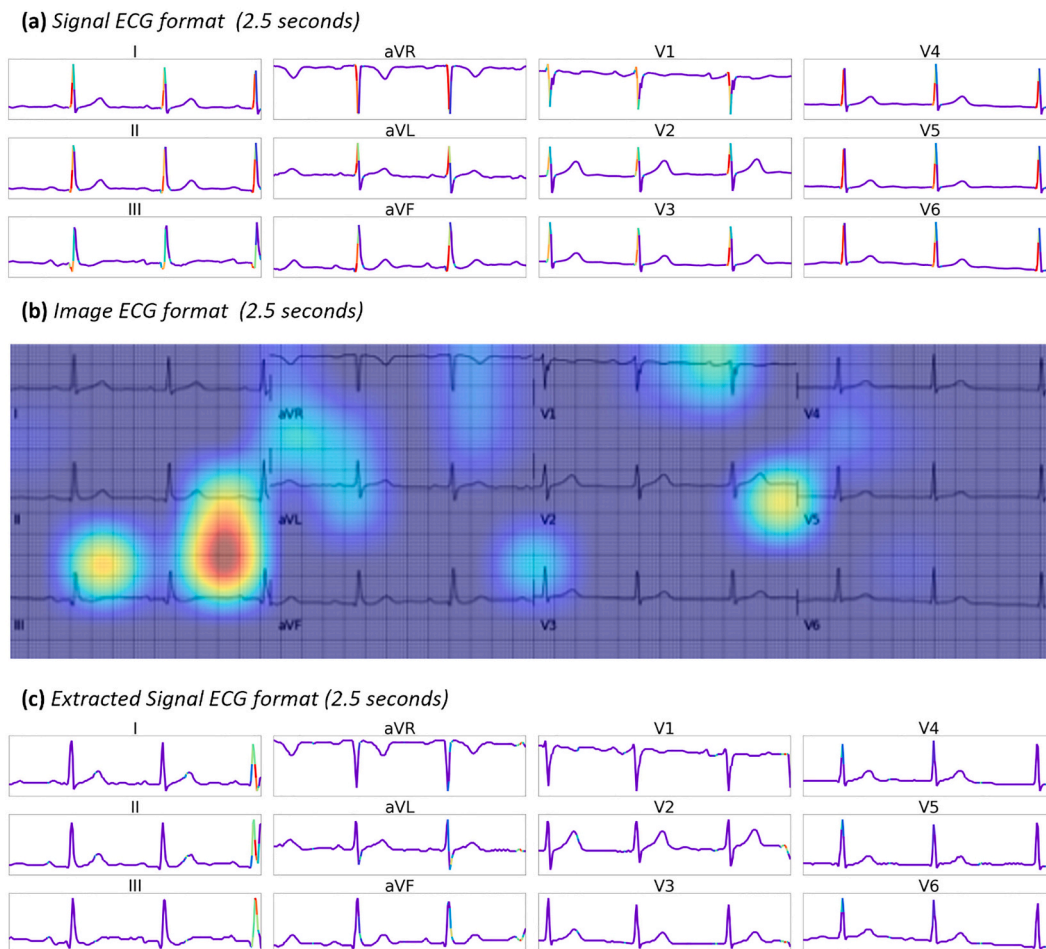 (a) Signal ECG format (2.5 seconds)
I aVR V1 V4
II aVL V2 V5
III aVF V3 V6
(b) Image ECG format (2.5 seconds)
I aVR V1 V4
II aVL V2 V5
III aVF V3 V6
(c) Extracted Signal ECG format (2.5 seconds)
I aVR V1 V4
II aVL V2 V5
III aVF V3 V6